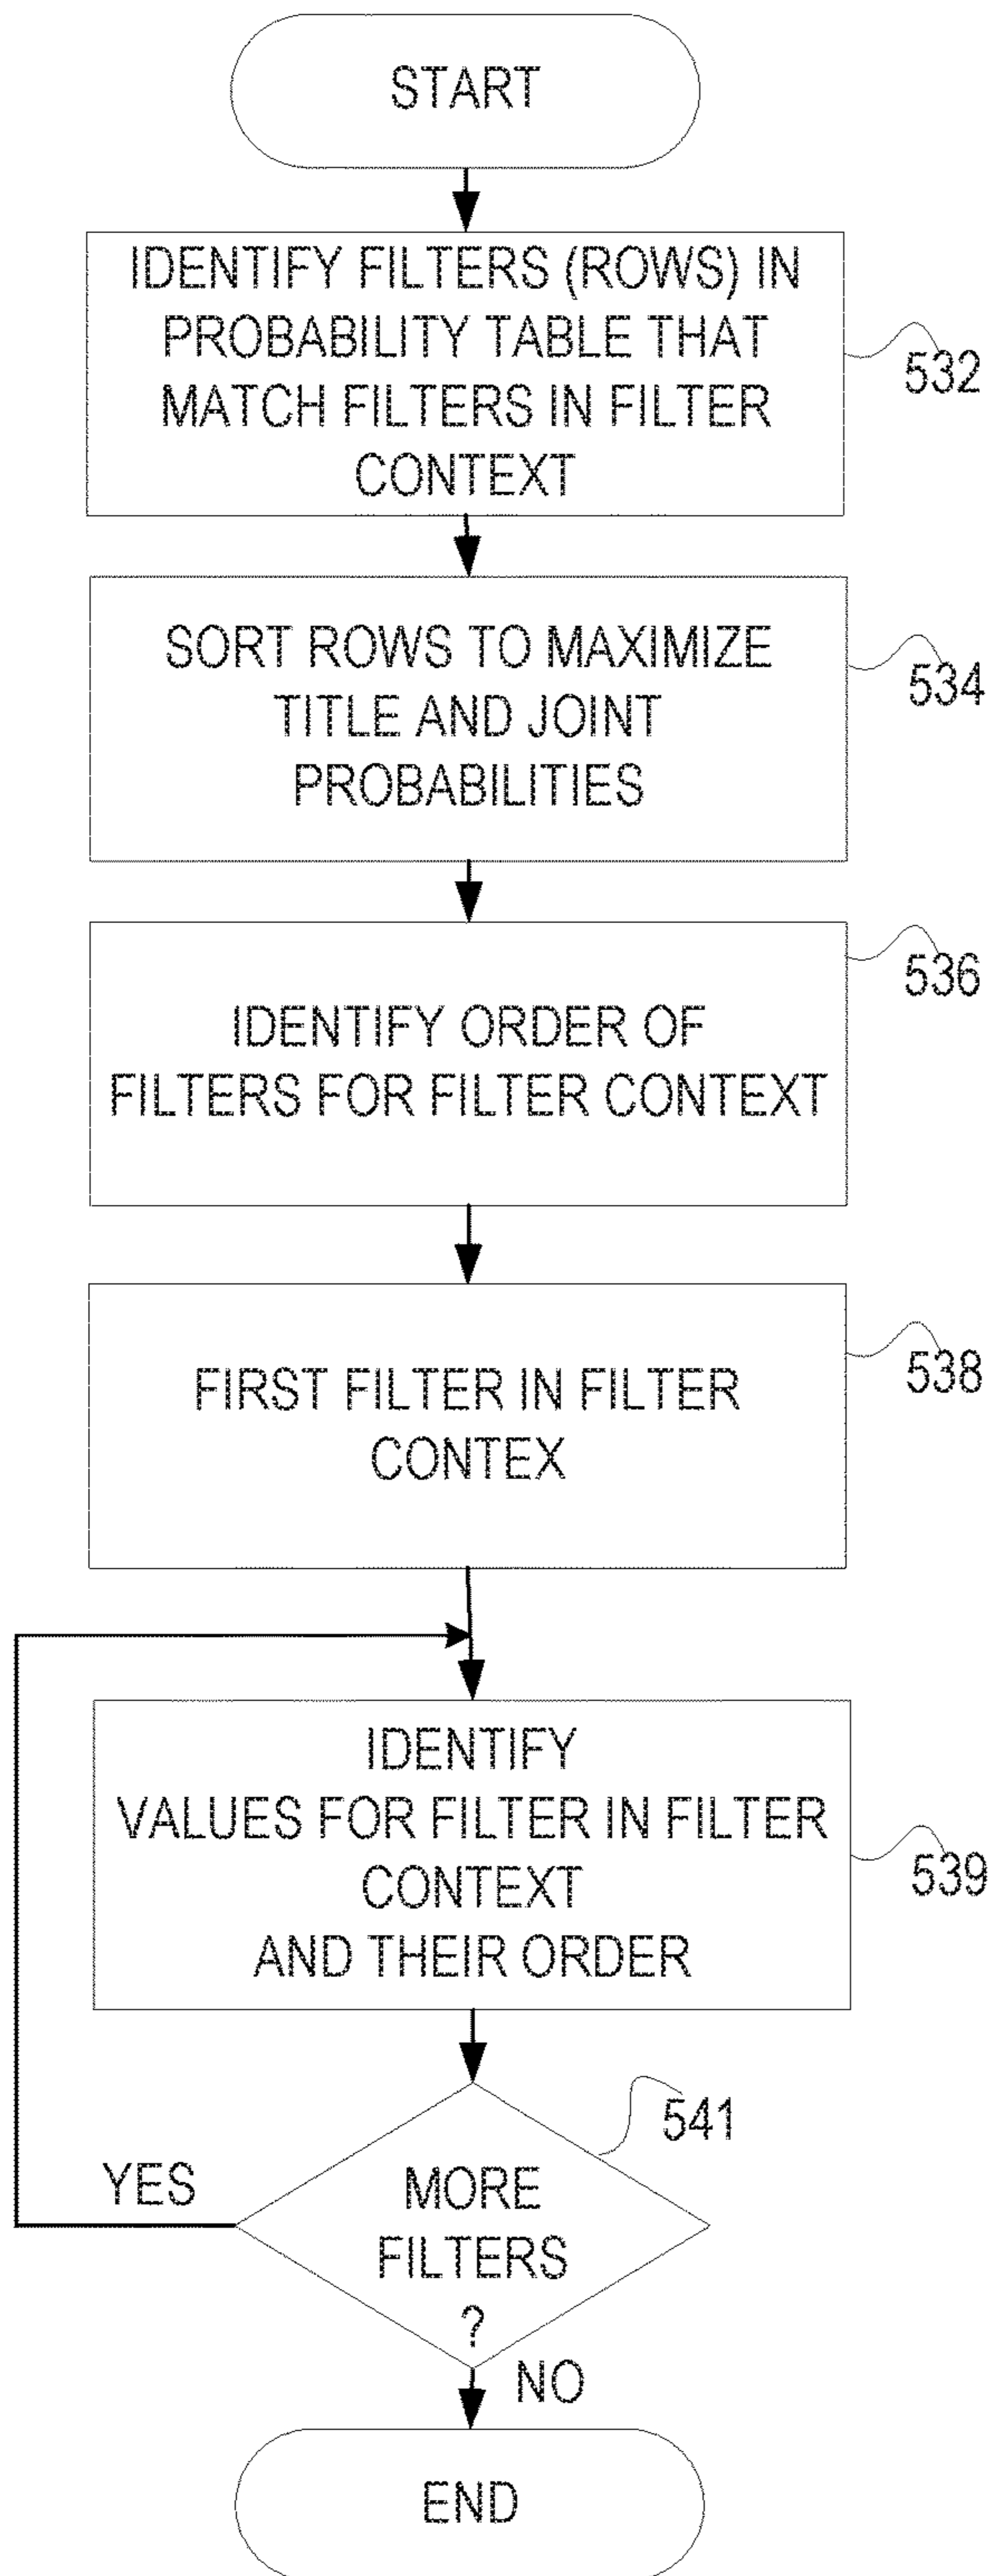 START
IDENTIFY FILTERS (ROWS) IN
PROBABILITY TABLE THAT
MATCH FILTERS IN FILTER
CONTEXT
532
SORT ROWS TO MAXIMIZE
TITLE AND JOINT
PROBABILITIES
534
IDENTIFY ORDER OF
FILTERS FOR FILTER CONTEXT
536
FIRST FILTER IN FILTER
CONTEX
538
IDENTIFY
VALUES FOR FILTER IN FILTER
CONTEXT
AND THEIR ORDER
539
541
YES
MORE
FILTERS
?
NO
END